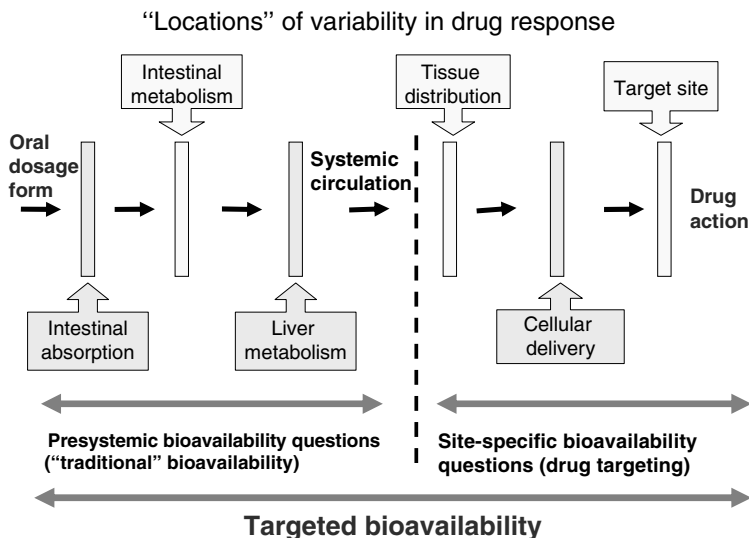 “Locations” of variability in drug response
Intestinal
metabolism
Tissue
distribution
Target site
Oral
dosage
form
Systemic
circulation
Drug
action
Intestinal
absorption
Liver
metabolism
Cellular
delivery
Presystemic bioavailability questions
(“traditional” bioavailability)
Site-specific bioavailability
questions (drug targeting)
Targeted bioavailability